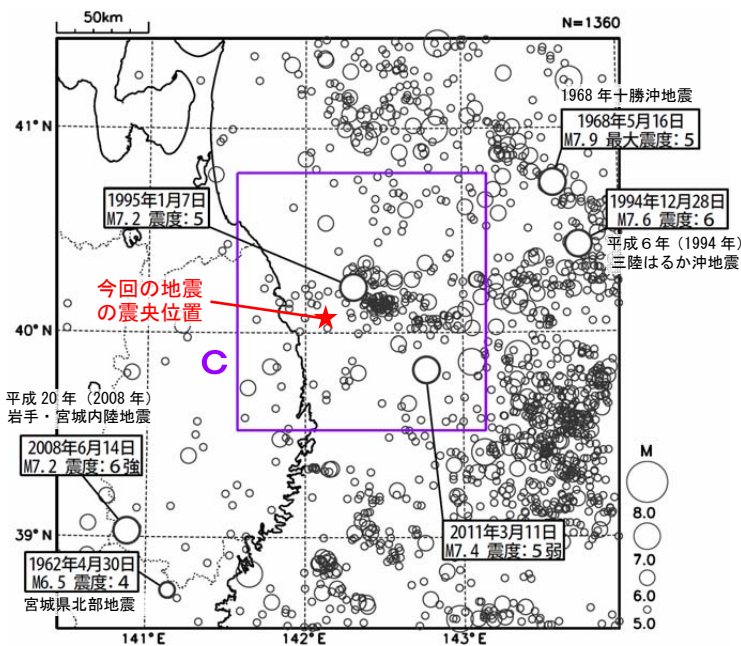 50km
N=1360
1968 年十勝沖地震
1968年5月16日
M7.9 最大震度:5
41°N
1995年1月7日
M7.2 震度:5
1994年12月28日
M7.6 震度:6
平成6年(1994 年)
三陸はるか沖地震
今回の地震
の震央位置
40°N
C
平成 20 年(2008 年)
岩手・宮城内陸地震
2008年6月14日
M7.2 震度:6強
M
8.0
7.0
6.0
5.0
39°N
2011年3月11日
M7.4 震度:5弱
1962年4月30日
M6.5 震度:4
宮城県北部地震
141°E
142°E
143°E